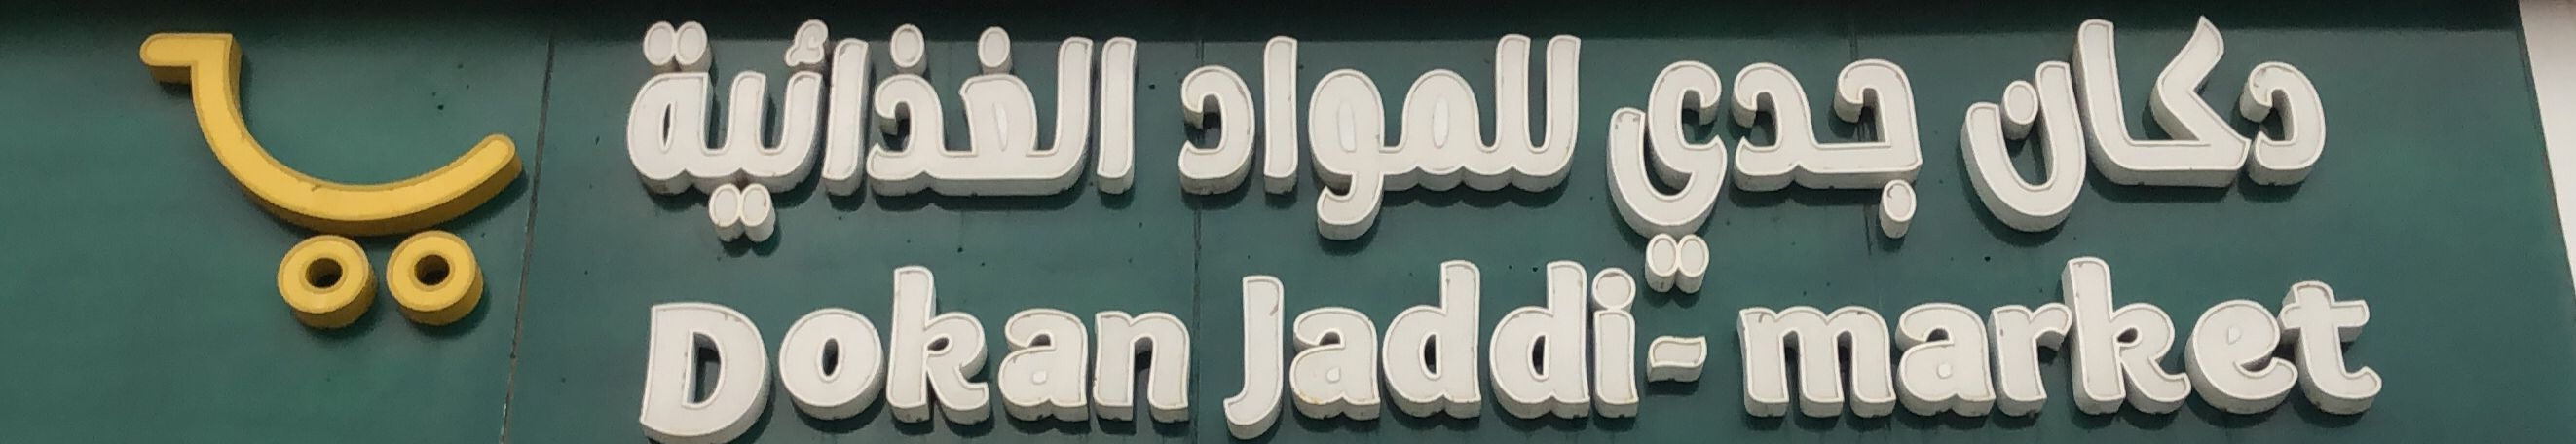 دكان جدي للمواد الغذائية
Dokan Jaddi- market